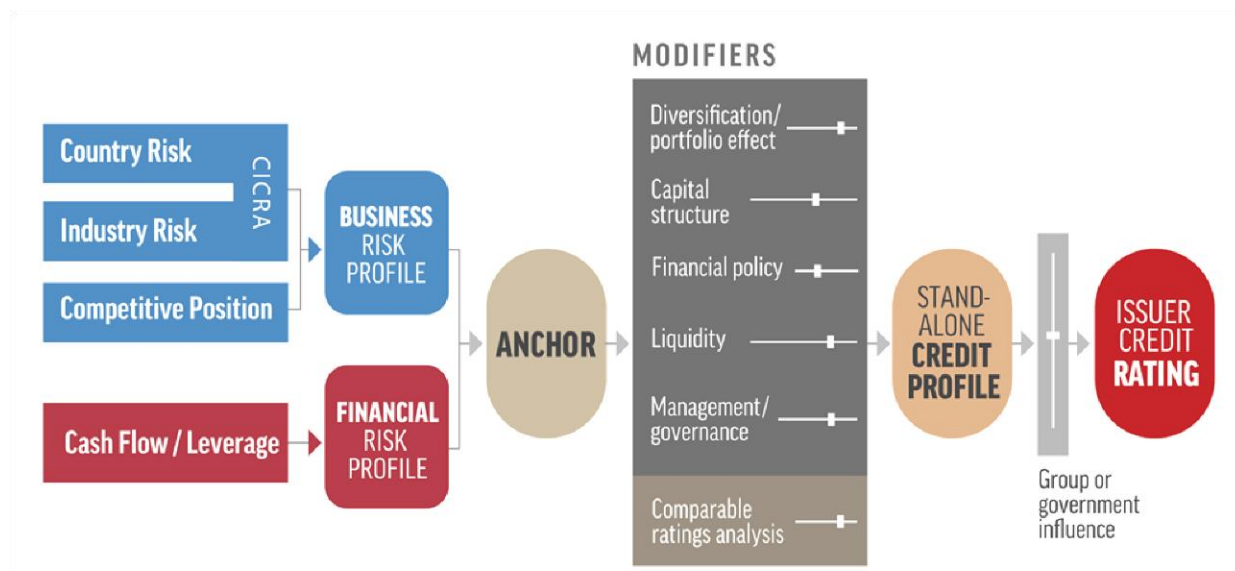 MODIFIERS
Country Risk
Industry Risk
CICRA
Competitive Position
Cash Flow / Leverage
BUSINESS
RISK
PROFILE
FINANCIAL
RISK
PROFILE
ANCHOR
Diversification/
portfolio effect
Capital
structure
Financial policy
Liquidity
Management/
governance
Comparable
ratings analysis
STAND-
ALONE
CREDIT
PROFILE
Group or
government
influence
ISSUER
CREDIT
RATING